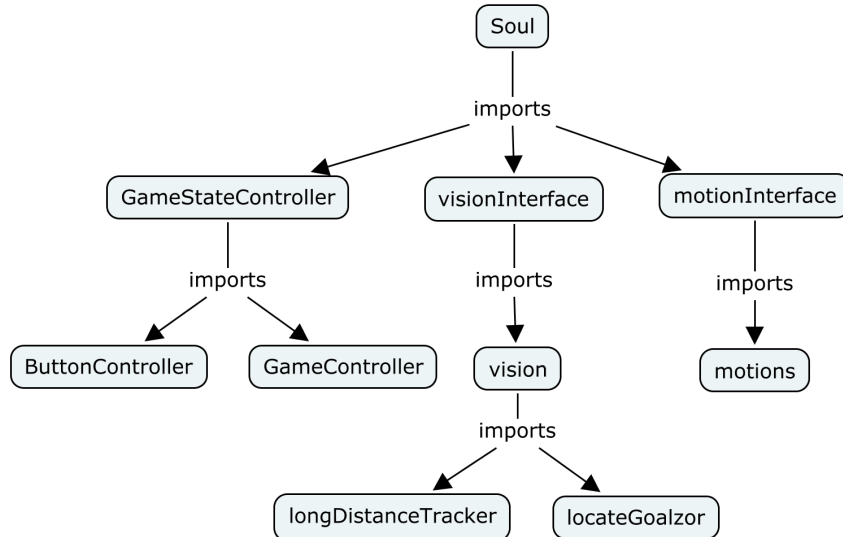 Soul
imports
GameStateController
visionInterface
motionInterface
imports
imports
imports
ButtonController
GameController
vision
motions
imports
longDistanceTracker
locateGoalzor